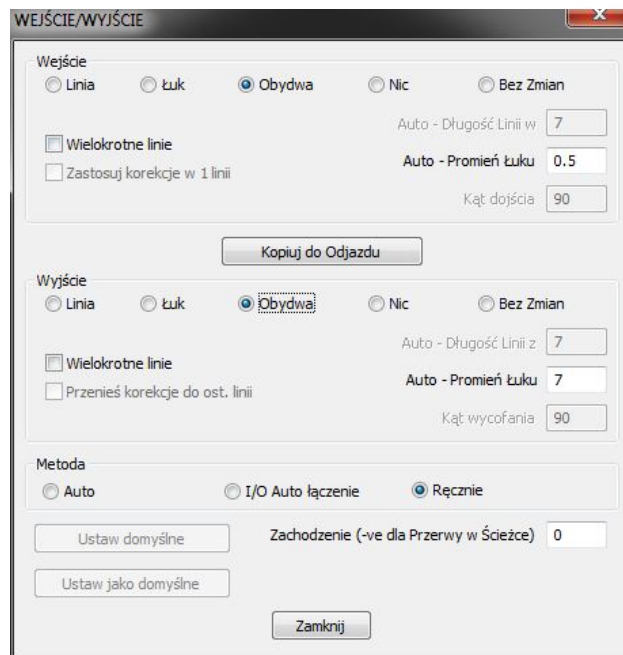 WEJŚCIE/WYJŚCIE
Wejście
Linia Łuk Obydwa Nic Bez Zmian
Auto - Długość Linii w 7
Wielokrotne linie
Auto - Promień Łuku 0.5
Zastosuj korekcje w 1 linii
Kąt dojścia 90
Kopiuj do Odjazdu
Wyjście
Linia Łuk Obydwa Nic Bez Zmian
Auto - Długość Linii z 7
Wielokrotne linie
Auto - Promień Łuku 7
Przenieś korekcje do ost. linii
Kąt wycofania 90
Metoda
Auto I/O Auto łączenie Ręcznie
Ustaw domyślne Zachodzenie (-ve dla Przerwy w Ścieżce) 0
Ustaw jako domyślne
Zamknij